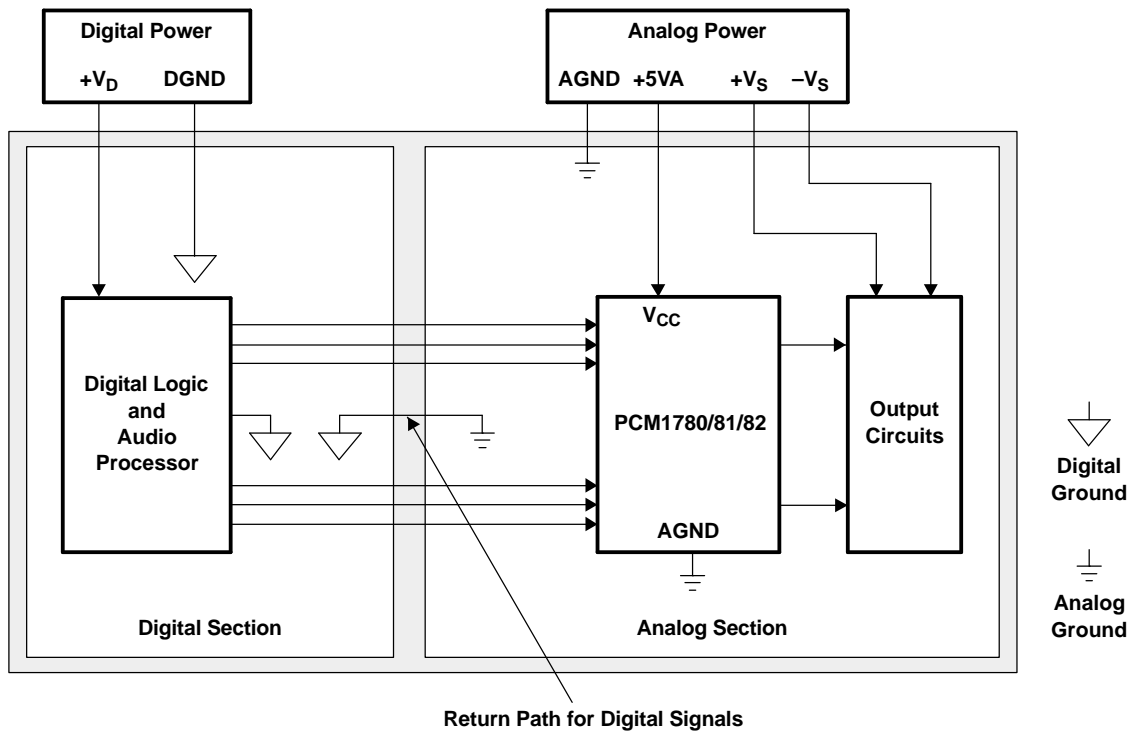 Digital Power
+VD DGND
Analog Power
AGND +5VA +VS –VS
VCC
Digital Logic
and
Audio
Processor
PCM1780/81/82
AGND
Output
Circuits
Digital Section
Analog Section
Digital
Ground
Analog
Ground
Return Path for Digital Signals